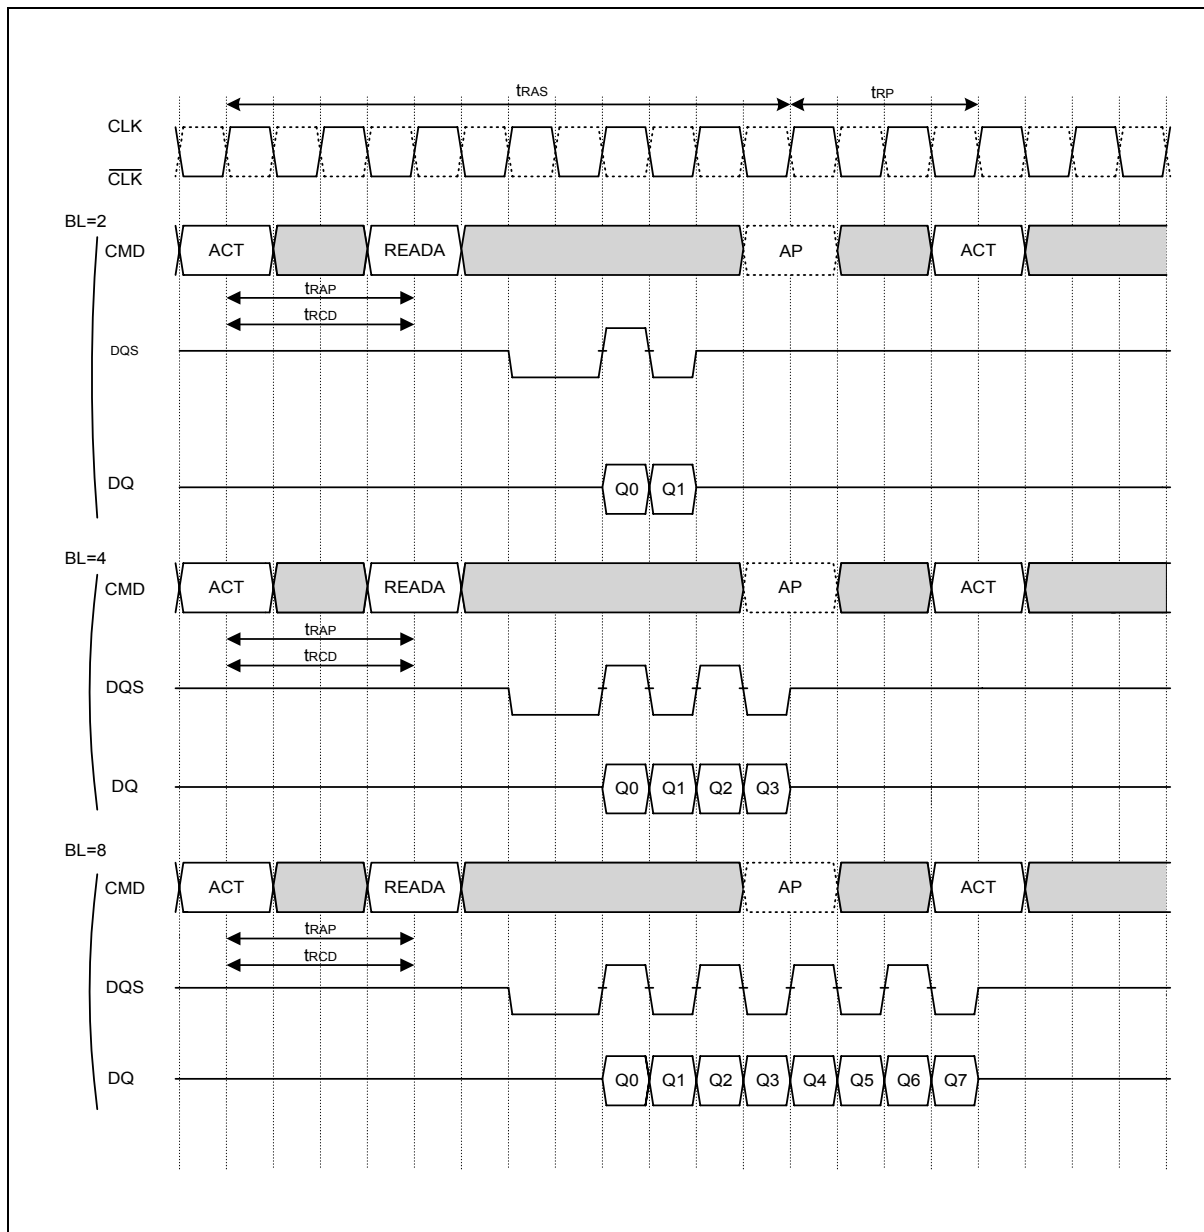 tRAS tRP
CLK
CLK
BL=2
CMD ACT READA AP ACT
tRAP
tRCD
DQS
DQ Q0 Q1
BL=4
CMD ACT READA AP ACT
tRAP
tRCD
DQS
DQ Q0 Q1 Q2 Q3
BL=8
CMD ACT READA AP ACT
tRAP
tRCD
DQS
DQ Q0 Q1 Q2 Q3 Q4 Q5 Q6 Q7